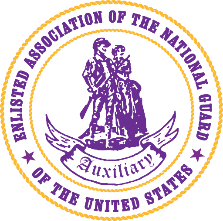 ENLISTED ASSOCIATION OF THE NATIONAL GUARD
Auxiliary
OF THE UNITED STATES